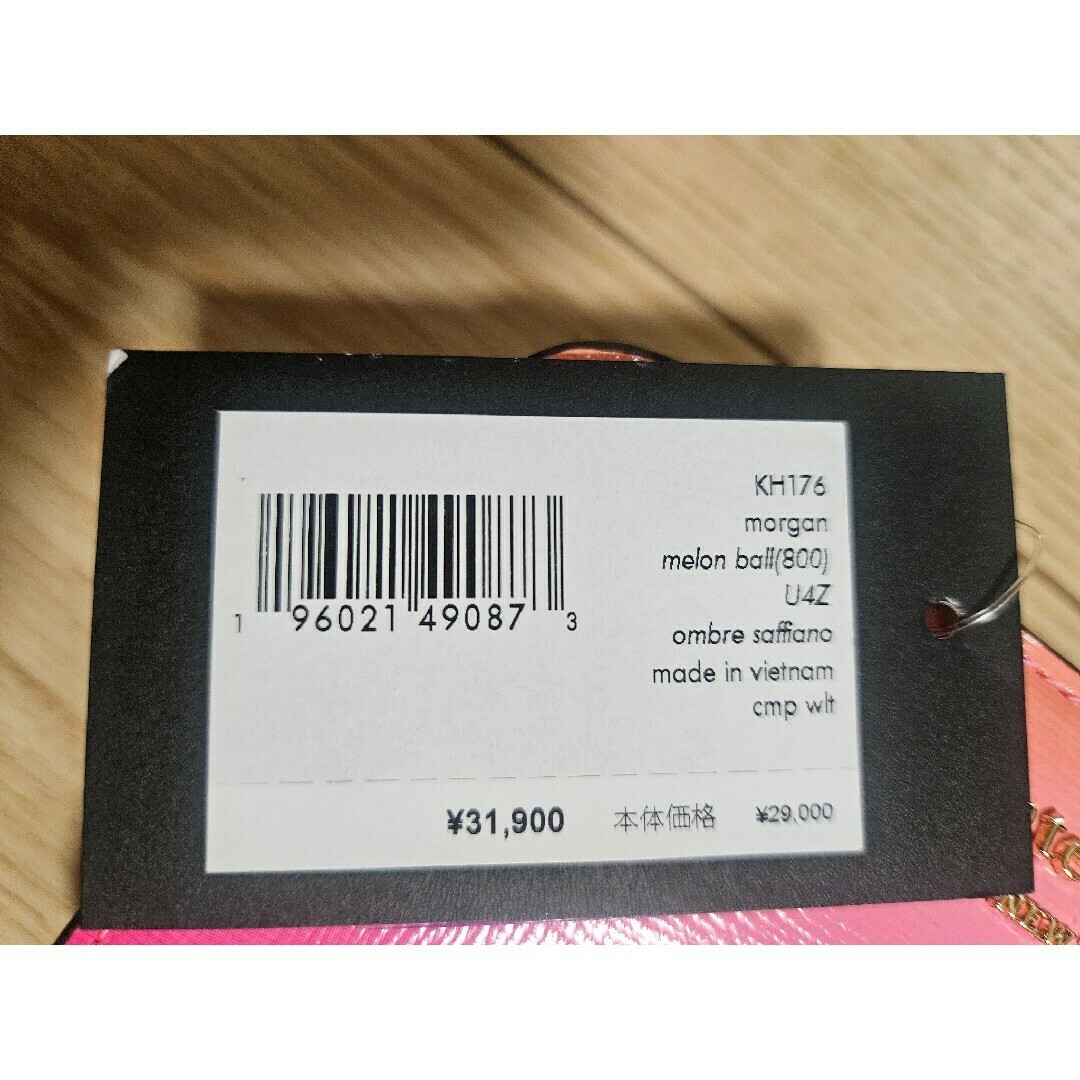 KH176
morgan
melon ball(800)
U4Z
ombre saffiano
made in vietnam
cmp wlt
1 96021 49087 3
¥31,900 本体価格 ¥29,000